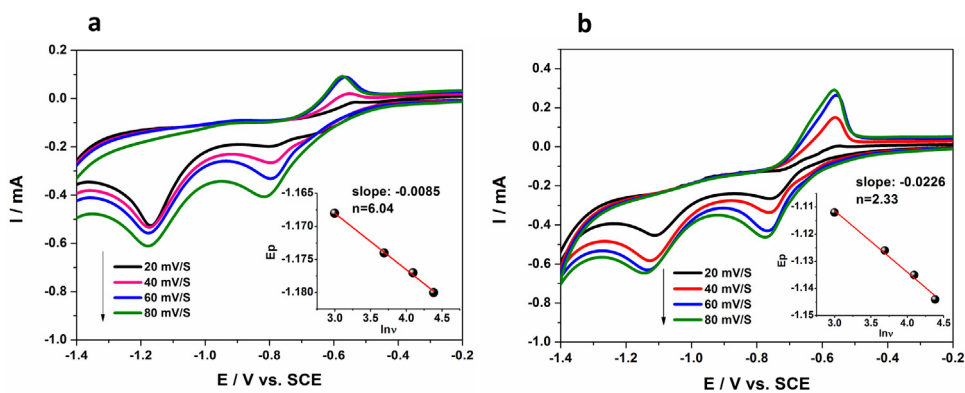 a
I / mA
0.2
0.0
-0.2
-0.4
-0.6
-0.8
-1.0
-1.4
-1.2
-1.0
-0.8
-0.6
-0.4
-0.2
E / V vs. SCE
20 mV/S
40 mV/S
60 mV/S
80 mV/S
slope: -0.0085
n=6.04
Ep
-1.165
-1.170
-1.175
-1.180
3.0
3.5
4.0
4.5
lnν
b
I / mA
0.4
0.2
0.0
-0.2
-0.4
-0.6
-0.8
-1.0
-1.4
-1.2
-1.0
-0.8
-0.6
-0.4
-0.2
E / V vs. SCE
20 mV/S
40 mV/S
60 mV/S
80 mV/S
slope: -0.0226
n=2.33
Ep
-1.11
-1.12
-1.13
-1.14
-1.15
3.0
3.5
4.0
4.5
lnν